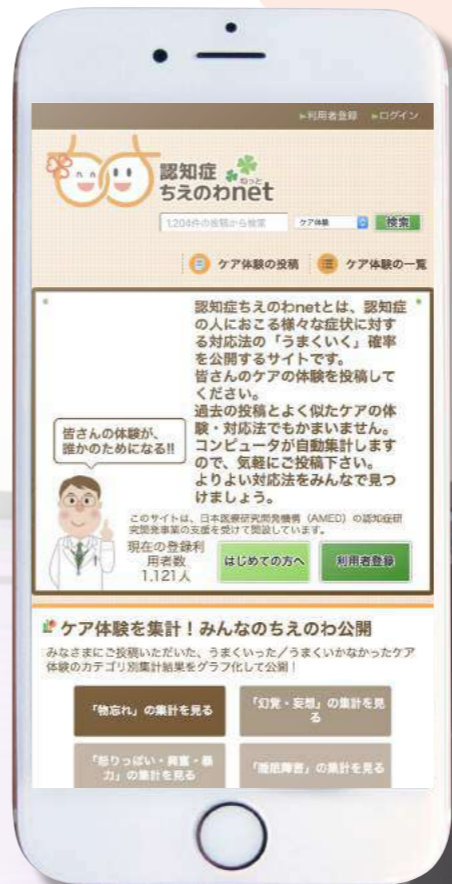 ▶利用者登録 ▶ログイン
認知症
ちえのわnet
ねっと
1,204件の投稿から検索 ケア体験 検索
ケア体験の投稿 ケア体験の一覧
認知症ちえのわnetとは、認知症
の人におこる様々な症状に対す
る対応法の「うまくいく」確率
を公開するサイトです。
皆さんのケアの体験を投稿して
ください。
過去の投稿とよく似たケアの体
験・対応法でもかまいません。
コンピュータが自動集計します
ので、気軽にご投稿下さい。
よりよい対応法をみんなで見つ
けましょう。
皆さんの体験が、
誰かのためになる!!
このサイトは、日本医療研究開発機構（AMED）の認知症研
究開発事業の支援を受けて開設しています。
現在の登録利
用者数
1,121人
はじめての方へ
利用者登録
ケア体験を集計！みんなのちえのわ公開
みなさまにご投稿いただいた、うまくいった／うまくいかなかったケア
体験のカテゴリ別集計結果をグラフ化して公開！
「物忘れ」の集計を見る
「幻覚・妄想」の集計を見
る
「怒りっぽい・興奮・暴
力」の集計を見る
「睡眠障害」の集計を見る